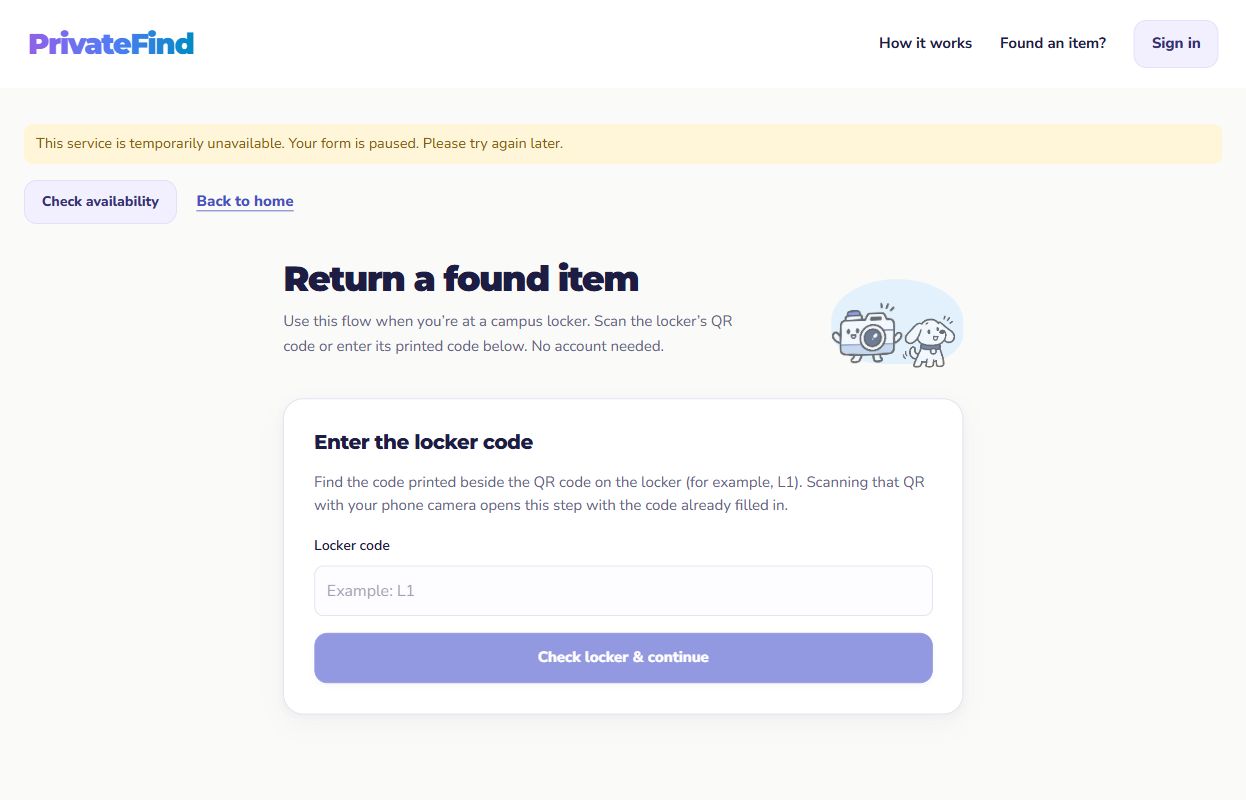 PrivateFind
How it works
Found an item?
Sign in
This service is temporarily unavailable. Your form is paused. Please try again later.
Check availability
Back to home
Return a found item
Use this flow when you’re at a campus locker. Scan the locker’s QR
code or enter its printed code below. No account needed.
Enter the locker code
Find the code printed beside the QR code on the locker (for example, L1). Scanning that QR
with your phone camera opens this step with the code already filled in.
Locker code
Example: L1
Check locker & continue